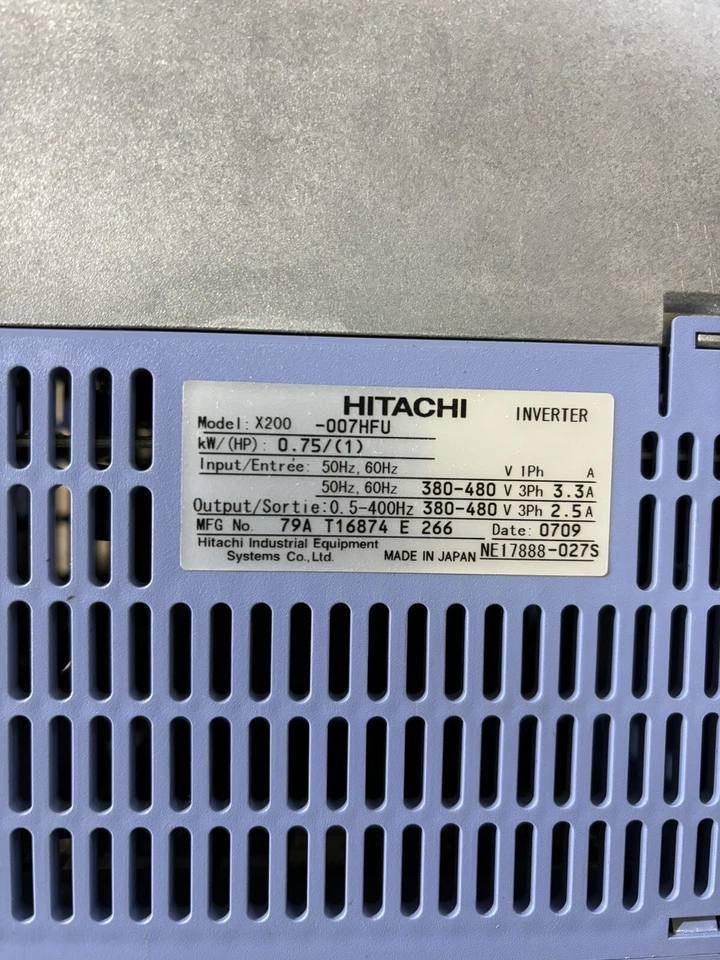 HITACHI INVERTER
Model: X200 -007HFU
kW/(HP): 0.75/(1)
Input/Entrée: 50Hz, 60Hz V 1Ph A
50Hz, 60Hz 380-480 V 3Ph 3.3 A
Output/Sortie: 0.5-400Hz 380-480 V 3Ph 2.5 A
MFG No. 79A T16874 E 266 Date: 0709
Hitachi Industrial Equipment
Systems Co., Ltd. MADE IN JAPAN NE17888-027S